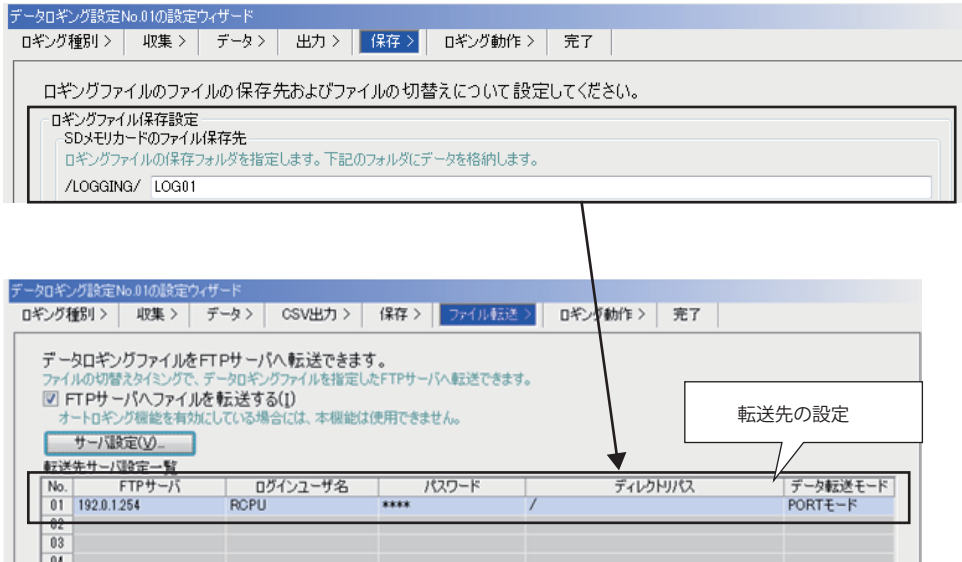 データロギング設定No.01の設定ウィザード
ロギング種別 > 収集 > データ > 出力 > 保存 > ロギング動作 > 完了
ロギングファイルのファイルの保存先およびファイルの切替えについて設定してください。
ロギングファイル保存設定
SDメモリカードのファイル保存先
ロギングファイルの保存フォルダを指定します。下記のフォルダにデータを格納します。
/LOGGING/ LOG01
データロギング設定No.01の設定ウィザード
ロギング種別 > 収集 > データ > CSV出力 > 保存 > ファイル転送 > ロギング動作 > 完了
データロギングファイルをFTPサーバへ転送できます。
ファイルの切替えタイミングで、データロギングファイルを指定したFTPサーバへ転送できます。
FTPサーバへファイルを転送する(I)
オートロギング機能を有効にしている場合には、本機能は使用できません。
転送先の設定
サーバ設定(V)...
転送先サーバ設定一覧
No. FTPサーバ ログインユーザ名 パスワード ディレクトリパス データ転送モード
01 192.0.1.254 RCPU **** / PORTモード
02
03
04